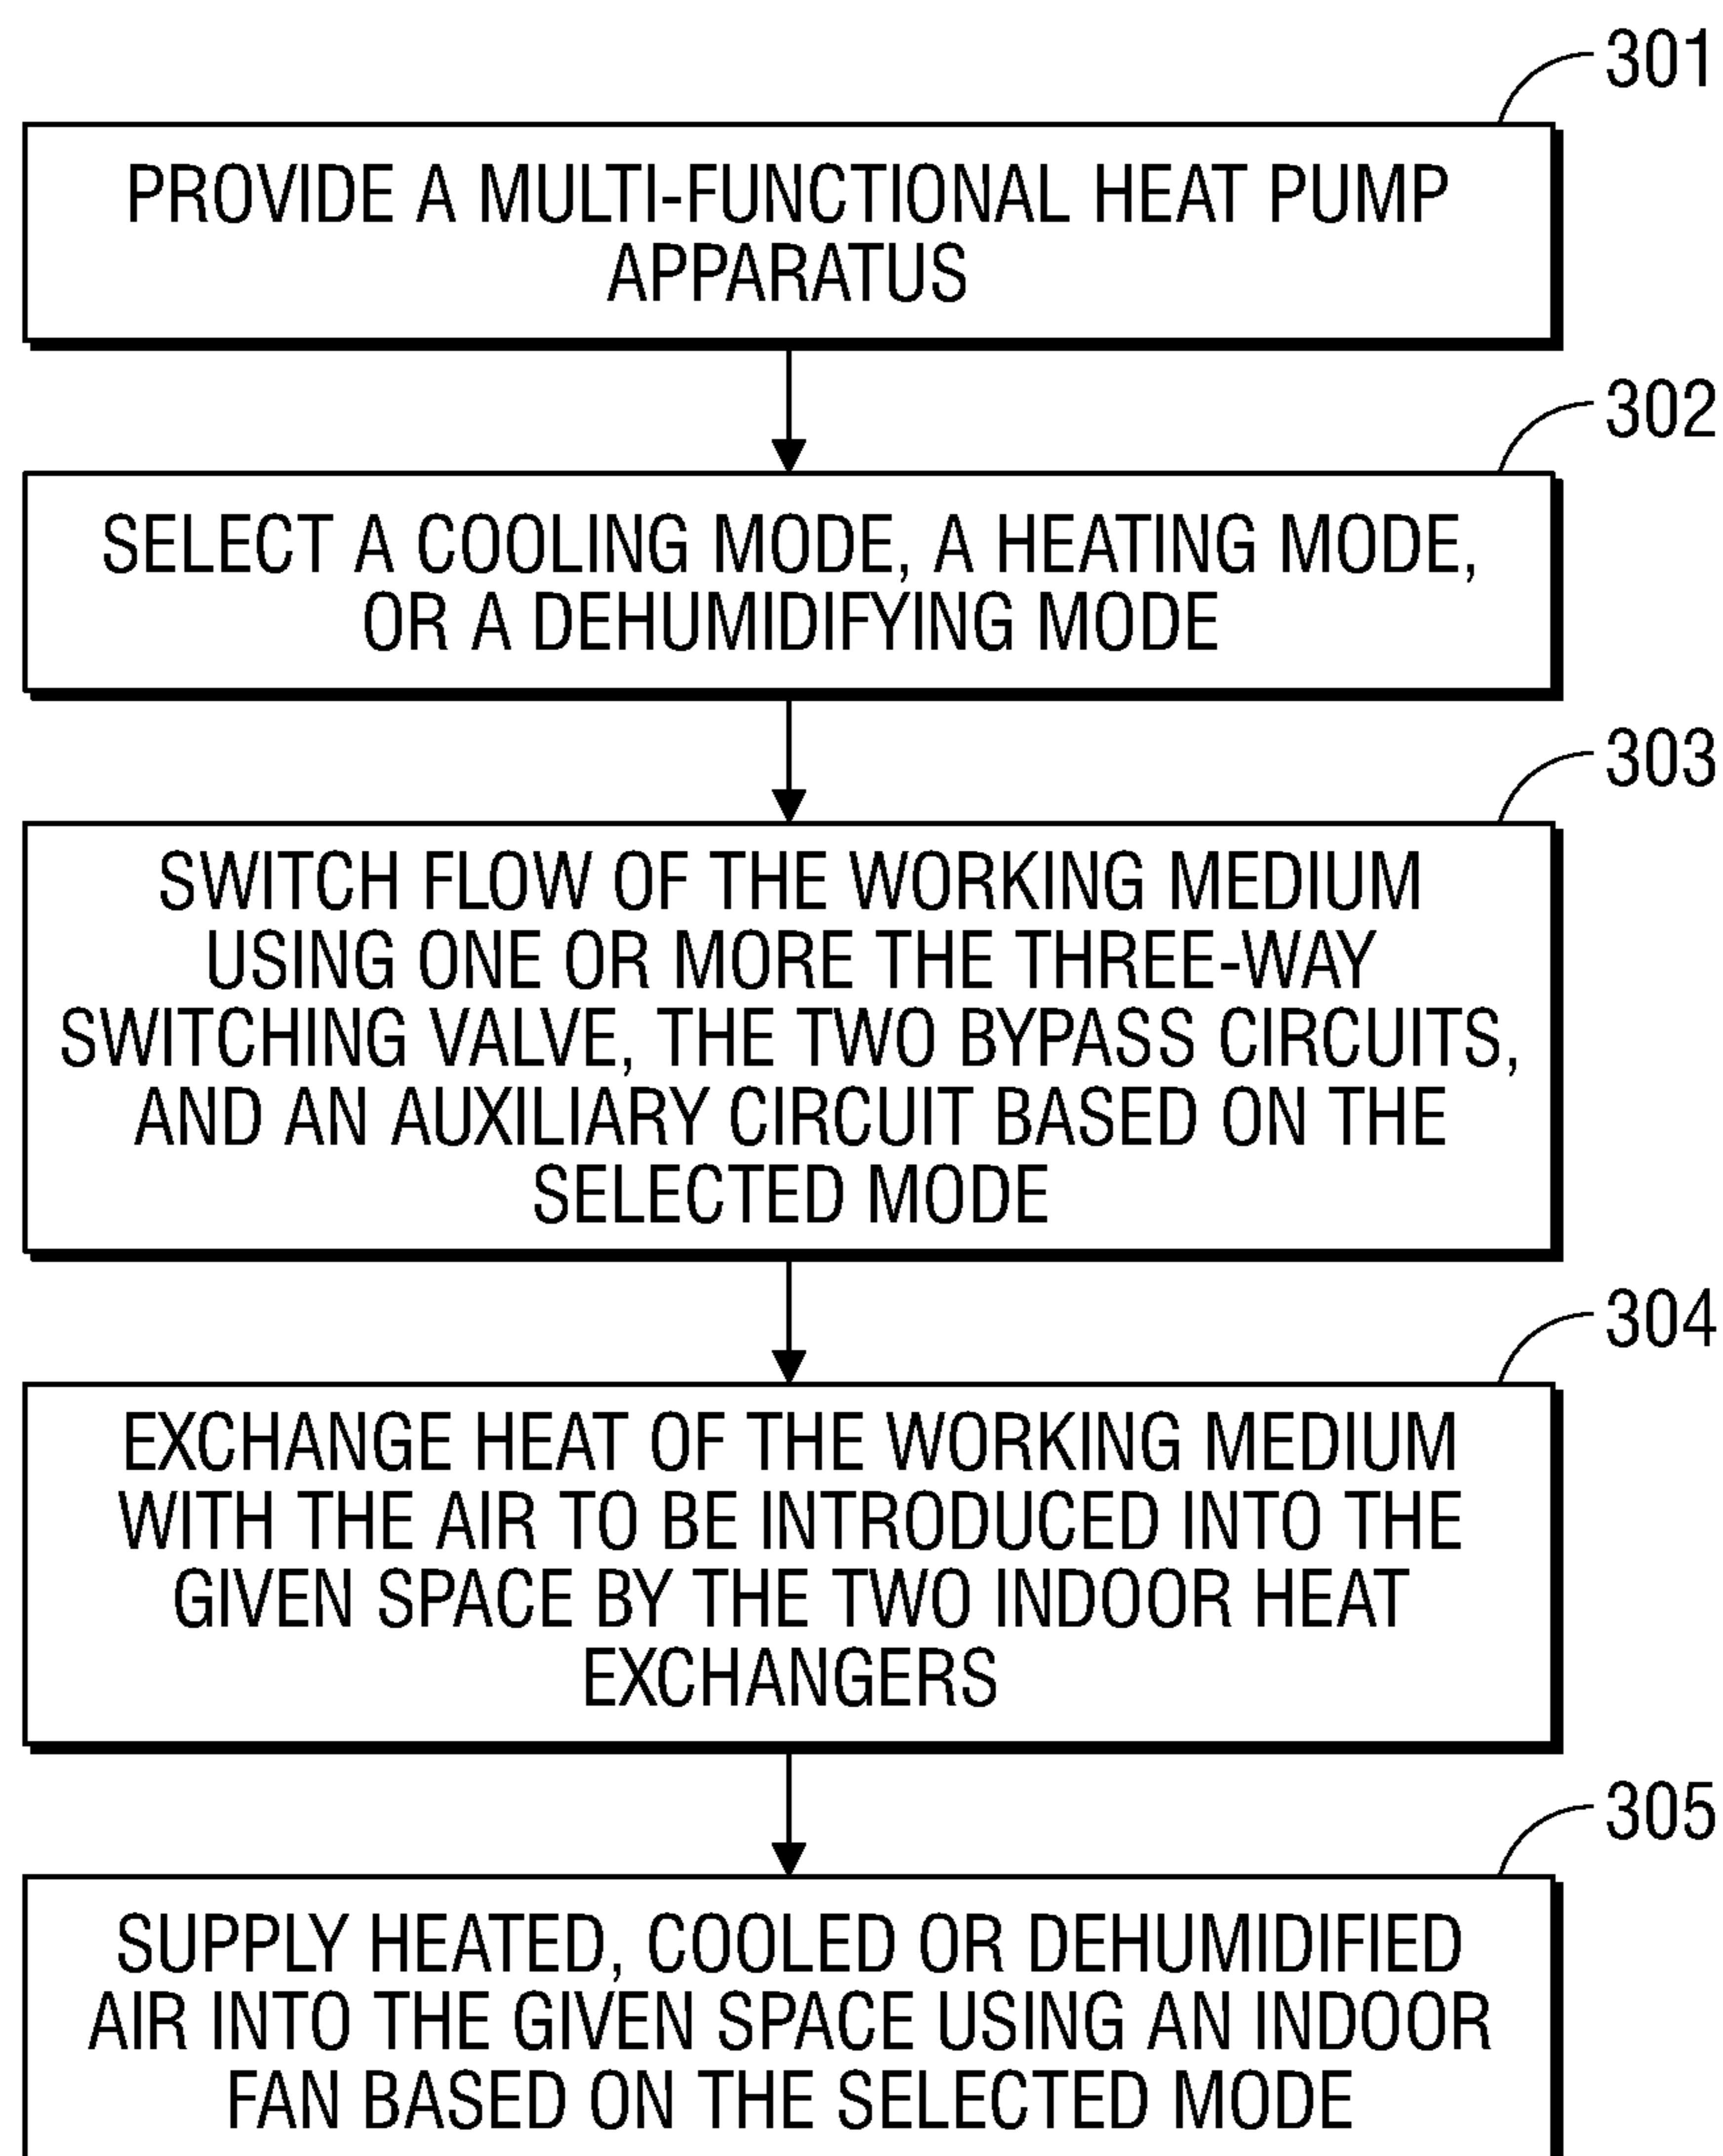 301
PROVIDE A MULTI-FUNCTIONAL HEAT PUMP
APPARATUS
302
SELECT A COOLING MODE, A HEATING MODE,
OR A DEHUMIDIFYING MODE
303
SWITCH FLOW OF THE WORKING MEDIUM
USING ONE OR MORE THE THREE-WAY
SWITCHING VALVE, THE TWO BYPASS CIRCUITS,
AND AN AUXILIARY CIRCUIT BASED ON THE
SELECTED MODE
304
EXCHANGE HEAT OF THE WORKING MEDIUM
WITH THE AIR TO BE INTRODUCED INTO THE
GIVEN SPACE BY THE TWO INDOOR HEAT
EXCHANGERS
305
SUPPLY HEATED, COOLED OR DEHUMIDIFIED
AIR INTO THE GIVEN SPACE USING AN INDOOR
FAN BASED ON THE SELECTED MODE